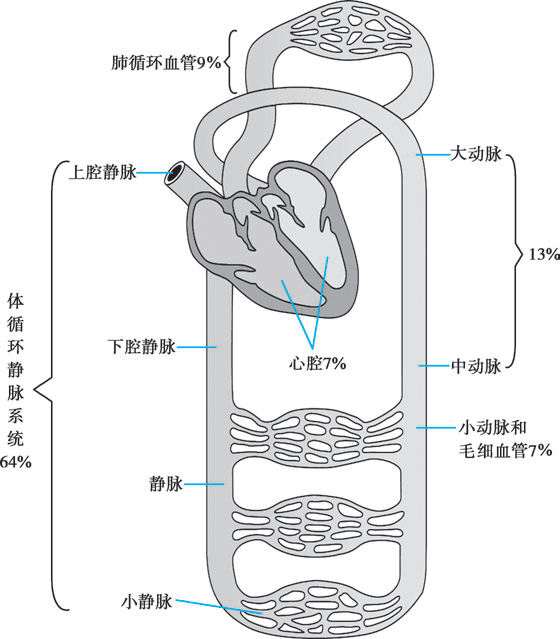 肺循环血管9%
上腔静脉
大动脉
13%
体循环静脉系统
64%
下腔静脉
心腔7%
中动脉
小动脉和
毛细血管7%
静脉
小静脉